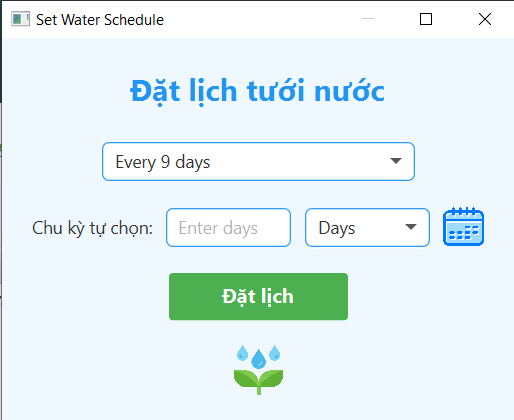 Set Water Schedule
Đặt lịch tưới nước
Every 9 days
Chu kỳ tự chọn: Enter days Days
Đặt lịch